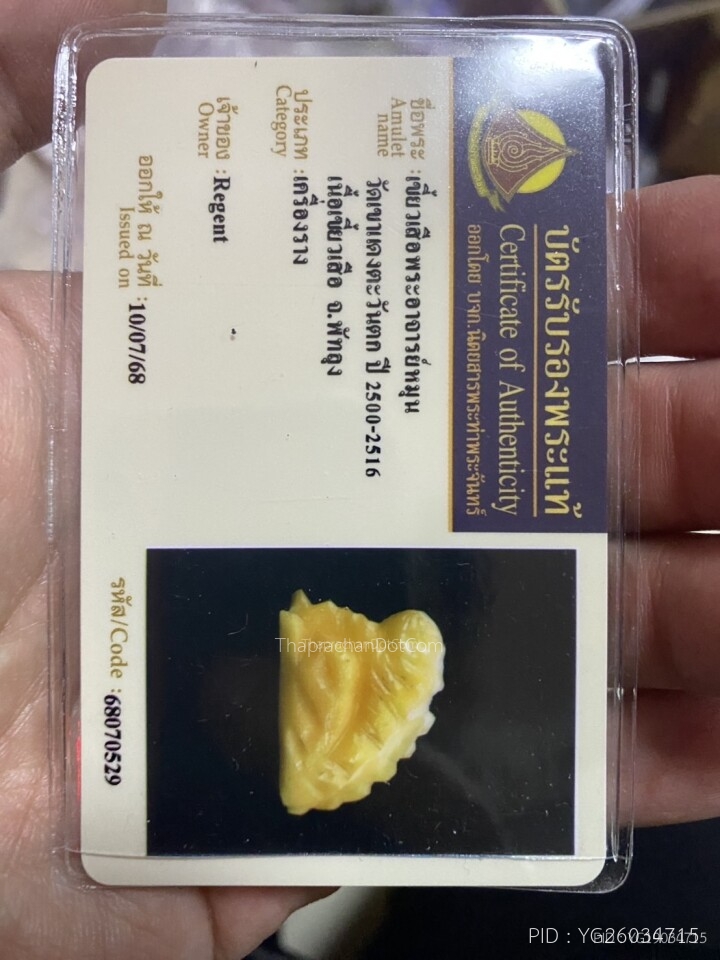 บัตรรับรองพระแท้
Certificate of Authenticity
ออกโดย บจก.นิตยสารพระท่าพระจันทร์
ชื่อพระ :เขี้ยวเสือพระอาจารย์หมุน
Amulet name
วัดเขาแดงตะวันตก ปี 2500-2516
เนื้อเขี้ยวเสือ จ.พัทลุง
ประเภท :เครื่องราง
Category
เจ้าของ :Regent
Owner
ออกให้ ณ วันที่ :10/07/68
Issued on
รหัส/Code :68070529
ThaprachanDotCom
PID : YG26034715